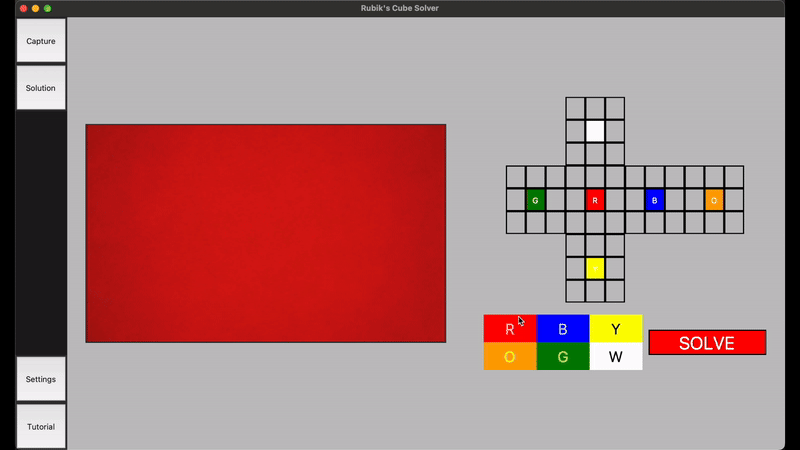 Rubik's Cube Solver
Capture
Solution
G R B O
R B Y
O G W
SOLVE
Settings
Tutorial